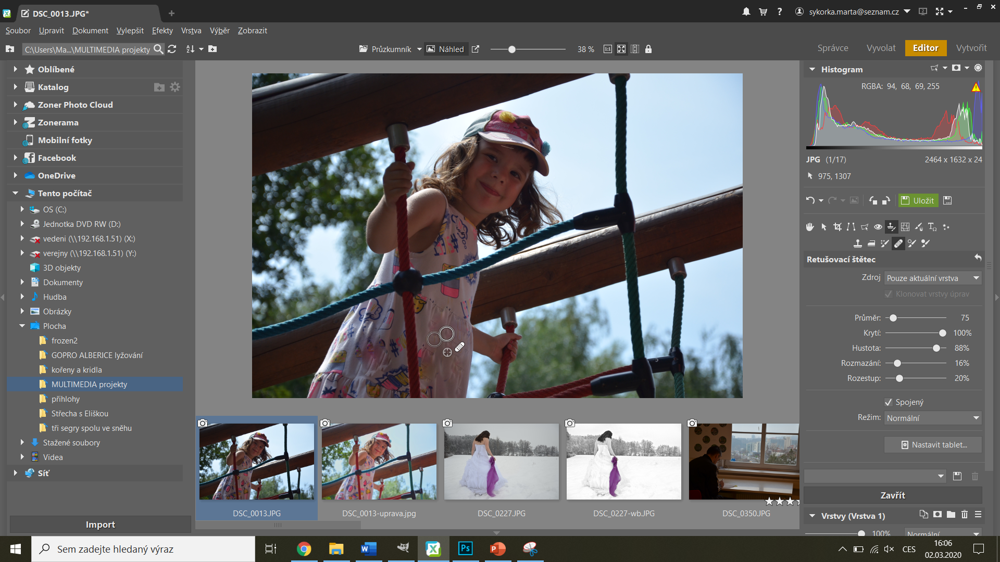 DSC_0013.JPG*
sykorka.marta@seznam.cz
2
Soubor Upravit Dokument Vylepšit Efekty Vrstva Výběr Zobrazit
C:\Users\Ma...\MULTIMEDIA projekty
Průzkumník
Náhled
38 %
Správce
Vyvolat
Editor
Vytvořit
Oblíbené
Katalog
Zoner Photo Cloud
Zonerama
Mobilní fotky
Facebook
OneDrive
Tento počítač
OS (C:)
Jednotka DVD RW (D:)
vedeni (\\192.168.1.51) (X:)
verejny (\\192.168.1.51) (Y:)
3D objekty
Dokumenty
Hudba
Obrázky
Plocha
frozen2
GOPRO ALBERICE lyžování
kořeny a kridla
MULTIMEDIA projekty
přihlohy
Střecha s Eliškou
tři segry spolu ve sněhu
Stažené soubory
Videa
Síť
Import
DSC_0013.JPG
DSC_0013-uprava.jpg
DSC_0227.JPG
DSC_0227-wb.JPG
DSC_0350.JPG
Histogram
RGBA: 94, 68, 69, 255
JPG (1/17)
2464 x 1632 x 24
975, 1307
Uložit
Retušovací štětec
Zdroj Pouze aktuální vrstva
Klonovat vrstvy úprav
Průměr: 75
Krytí: 100%
Hustota: 88%
Rozmazání: 16%
Rozestup: 20%
Spojený
Režim: Normální
Nastavit tablet...
Zavřít
Vrstvy (Vrstva 1)
100% Normální
Sem zadejte hledaný výraz
CES
16:06
02.03.2020